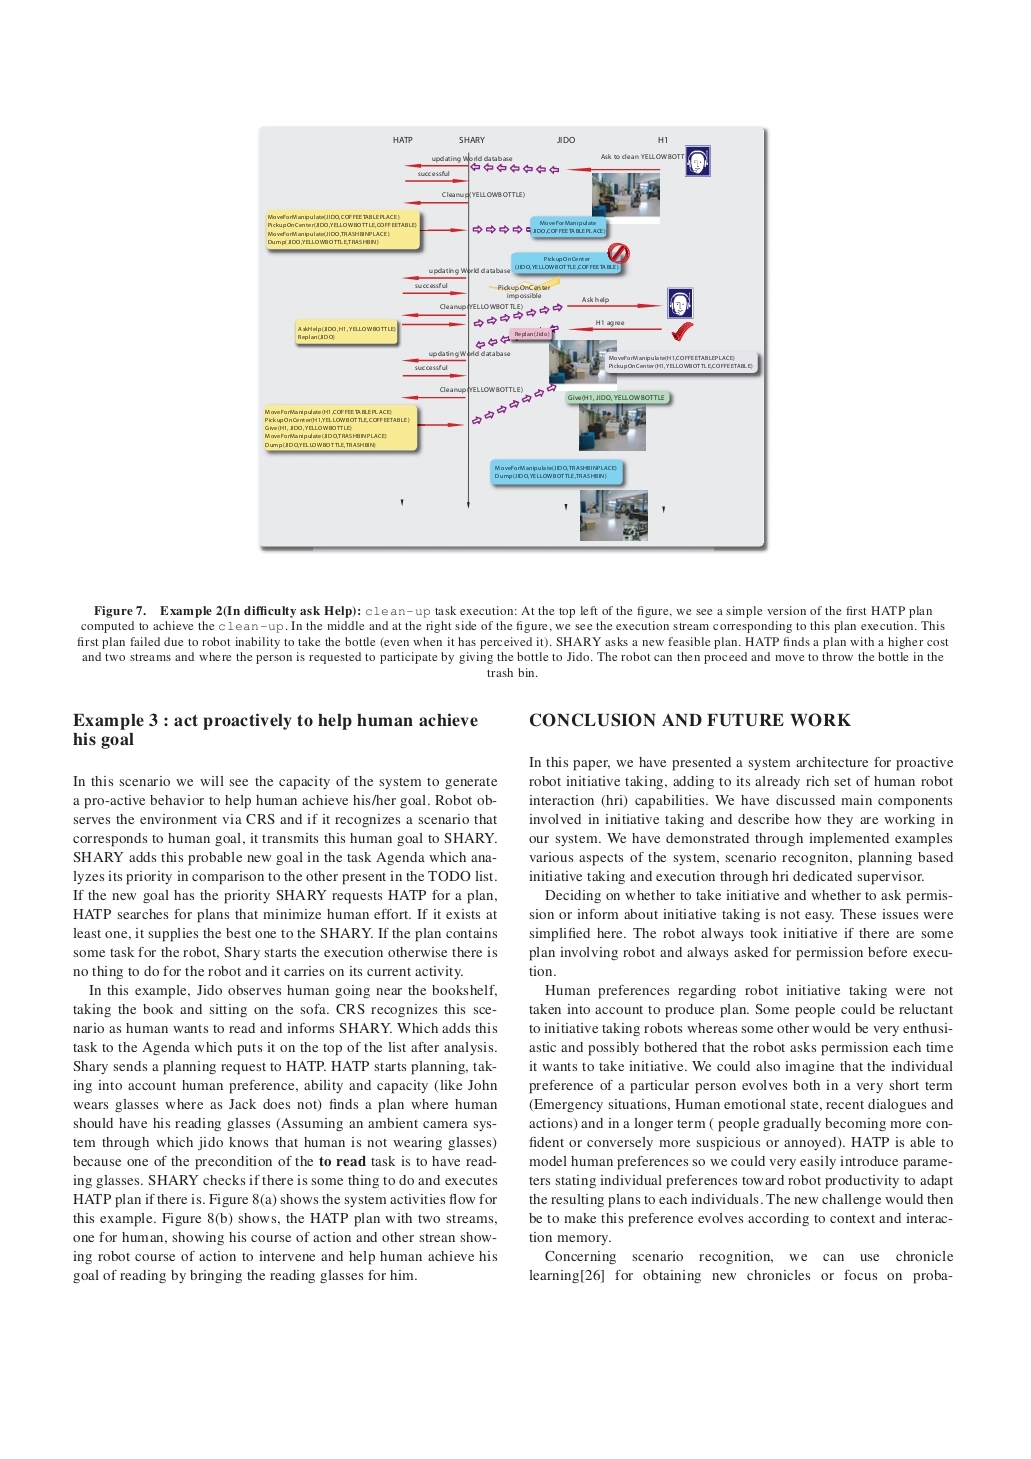 HATP SHARY JIDO H1
updating World database
Ask to clean YELLOWBOTT
successful
Cleanup(YELLOWBOTTLE)
MoveForManipulate(JIDO,COFFEETABLEPLACE)
PickupOnCenter(JIDO,YELLOWBOTTLE,COFFEETABLE)
MoveForManipulate(JIDO,TRASHBINPLACE)
Dump(JIDO,YELLOWBOTTLE,TRASHBIN)
MoveForManipulate
JIDO,COFFEETABLEPLACE)
PickupOnCenter
(JIDO,YELLOWBOTTLE,COFFEETABLE)
updating World database
successful
PickupOnCenter
impossible
Ask help
Cleanup(YELLOWBOTTLE)
H1 agree
AskHelp(JIDO,H1,YELLOWBOTTLE)
Replan(JIDO)
Replan(Jido)
updating World database
MoveForManipulate(H1,COFFEETABLEPLACE)
PickupOnCenter(H1,YELLOWBOTTLE,COFFEETABLE)
successful
Cleanup(YELLOWBOTTLE)
Give(H1, JIDO, YELLOWBOTTLE
MoveForManipulate(H1,COFFEETABLEPLACE)
PickupOnCenter(H1,YELLOWBOTTLE,COFFEETABLE)
Give(H1, JIDO, YELLOWBOTTLE)
MoveForManipulate(JIDO,TRASHBINPLACE)
Dump(JIDO,YELLOWBOTTLE,TRASHBIN)
MoveForManipulate(JIDO,TRASHBINPLACE)
Dump(JIDO,YELLOWBOTTLE,TRASHBIN)
Figure 7. Example 2(In difficulty ask Help): clean-up task execution: At the top left of the figure, we see a simple version of the first HATP plan
computed to achieve the clean-up. In the middle and at the right side of the figure, we see the execution stream corresponding to this plan execution. This
first plan failed due to robot inability to take the bottle (even when it has perceived it). SHARY asks a new feasible plan. HATP finds a plan with a higher cost
and two streams and where the person is requested to participate by giving the bottle to Jido. The robot can then proceed and move to throw the bottle in the
trash bin.
Example 3 : act proactively to help human achieve
his goal
In this scenario we will see the capacity of the system to generate
a pro-active behavior to help human achieve his/her goal. Robot ob-
serves the environment via CRS and if it recognizes a scenario that
corresponds to human goal, it transmits this human goal to SHARY.
SHARY adds this probable new goal in the task Agenda which ana-
lyzes its priority in comparison to the other present in the TODO list.
If the new goal has the priority SHARY requests HATP for a plan,
HATP searches for plans that minimize human effort. If it exists at
least one, it supplies the best one to the SHARY. If the plan contains
some task for the robot, Shary starts the execution otherwise there is
no thing to do for the robot and it carries on its current activity.
In this example, Jido observes human going near the bookshelf,
taking the book and sitting on the sofa. CRS recognizes this sce-
nario as human wants to read and informs SHARY. Which adds this
task to the Agenda which puts it on the top of the list after analysis.
Shary sends a planning request to HATP. HATP starts planning, tak-
ing into account human preference, ability and capacity (like John
wears glasses where as Jack does not) finds a plan where human
should have his reading glasses (Assuming an ambient camera sys-
tem through which jido knows that human is not wearing glasses)
because one of the precondition of the to read task is to have read-
ing glasses. SHARY checks if there is some thing to do and executes
HATP plan if there is. Figure 8(a) shows the system activities flow for
this example. Figure 8(b) shows, the HATP plan with two streams,
one for human, showing his course of action and other strean show-
ing robot course of action to intervene and help human achieve his
goal of reading by bringing the reading glasses for him.
CONCLUSION AND FUTURE WORK
In this paper, we have presented a system architecture for proactive
robot initiative taking, adding to its already rich set of human robot
interaction (hri) capabilities. We have discussed main components
involved in initiative taking and describe how they are working in
our system. We have demonstrated through implemented examples
various aspects of the system, scenario recogniton, planning based
initiative taking and execution through hri dedicated supervisor.
Deciding on whether to take initiative and whether to ask permis-
sion or inform about initiative taking is not easy. These issues were
simplified here. The robot always took initiative if there are some
plan involving robot and always asked for permission before execu-
tion.
Human preferences regarding robot initiative taking were not
taken into account to produce plan. Some people could be reluctant
to initiative taking robots whereas some other would be very enthusi-
astic and possibly bothered that the robot asks permission each time
it wants to take initiative. We could also imagine that the individual
preference of a particular person evolves both in a very short term
(Emergency situations, Human emotional state, recent dialogues and
actions) and in a longer term ( people gradually becoming more con-
fident or conversely more suspicious or annoyed). HATP is able to
model human preferences so we could very easily introduce parame-
ters stating individual preferences toward robot productivity to adapt
the resulting plans to each individuals. The new challenge would then
be to make this preference evolves according to context and interac-
tion memory.
Concerning scenario recognition, we can use chronicle
learning[26] for obtaining new chronicles or focus on proba-